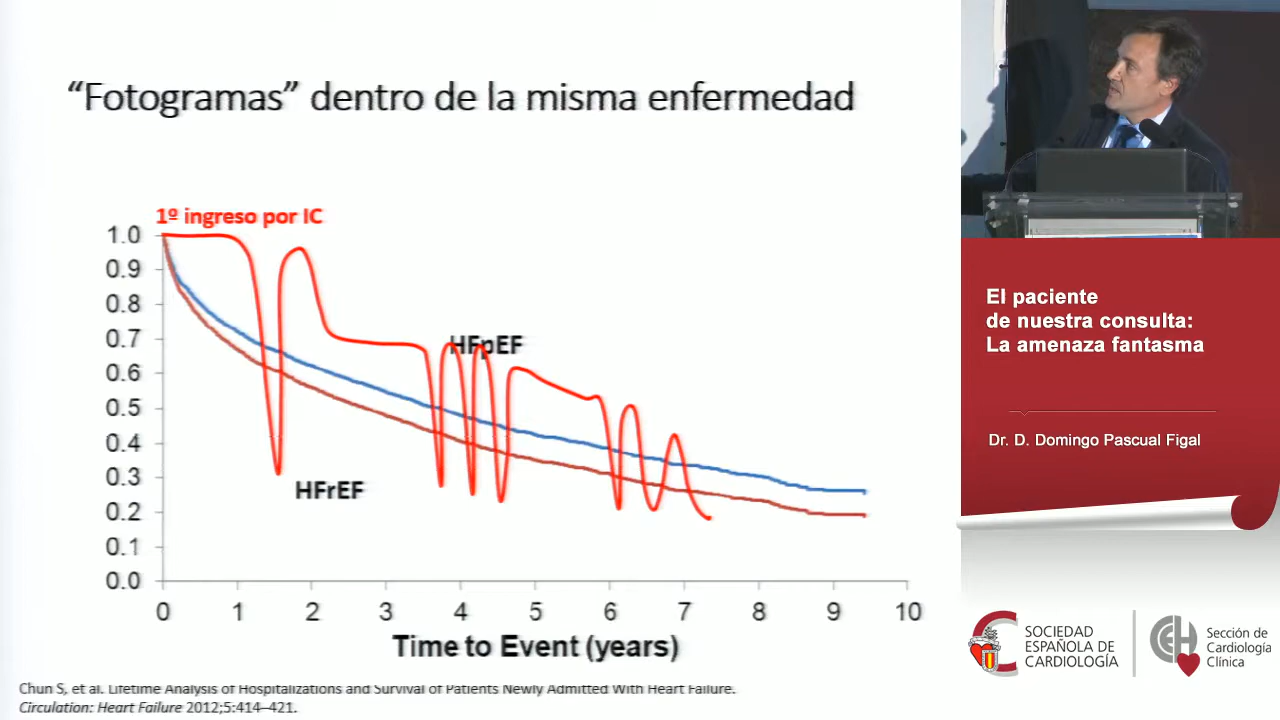 “Fotogramas” dentro de la misma enfermedad
1º ingreso por IC
1.0
0.9
0.8
0.7
0.6
0.5
0.4
0.3
0.2
0.1
0.0
HFpEF
HFrEF
0 1 2 3 4 5 6 7 8 9 10
Time to Event (years)
Chun S, et al. Lifetime Analysis of Hospitalizations and Survival of Patients Newly Admitted With Heart Failure.
Circulation: Heart Failure 2012;5:414–421.
El paciente
de nuestra consulta:
La amenaza fantasma
Dr. D. Domingo Pascual Figal
SOCIEDAD
ESPAÑOLA DE
CARDIOLOGÍA
Sección de
Cardiología
Clínica